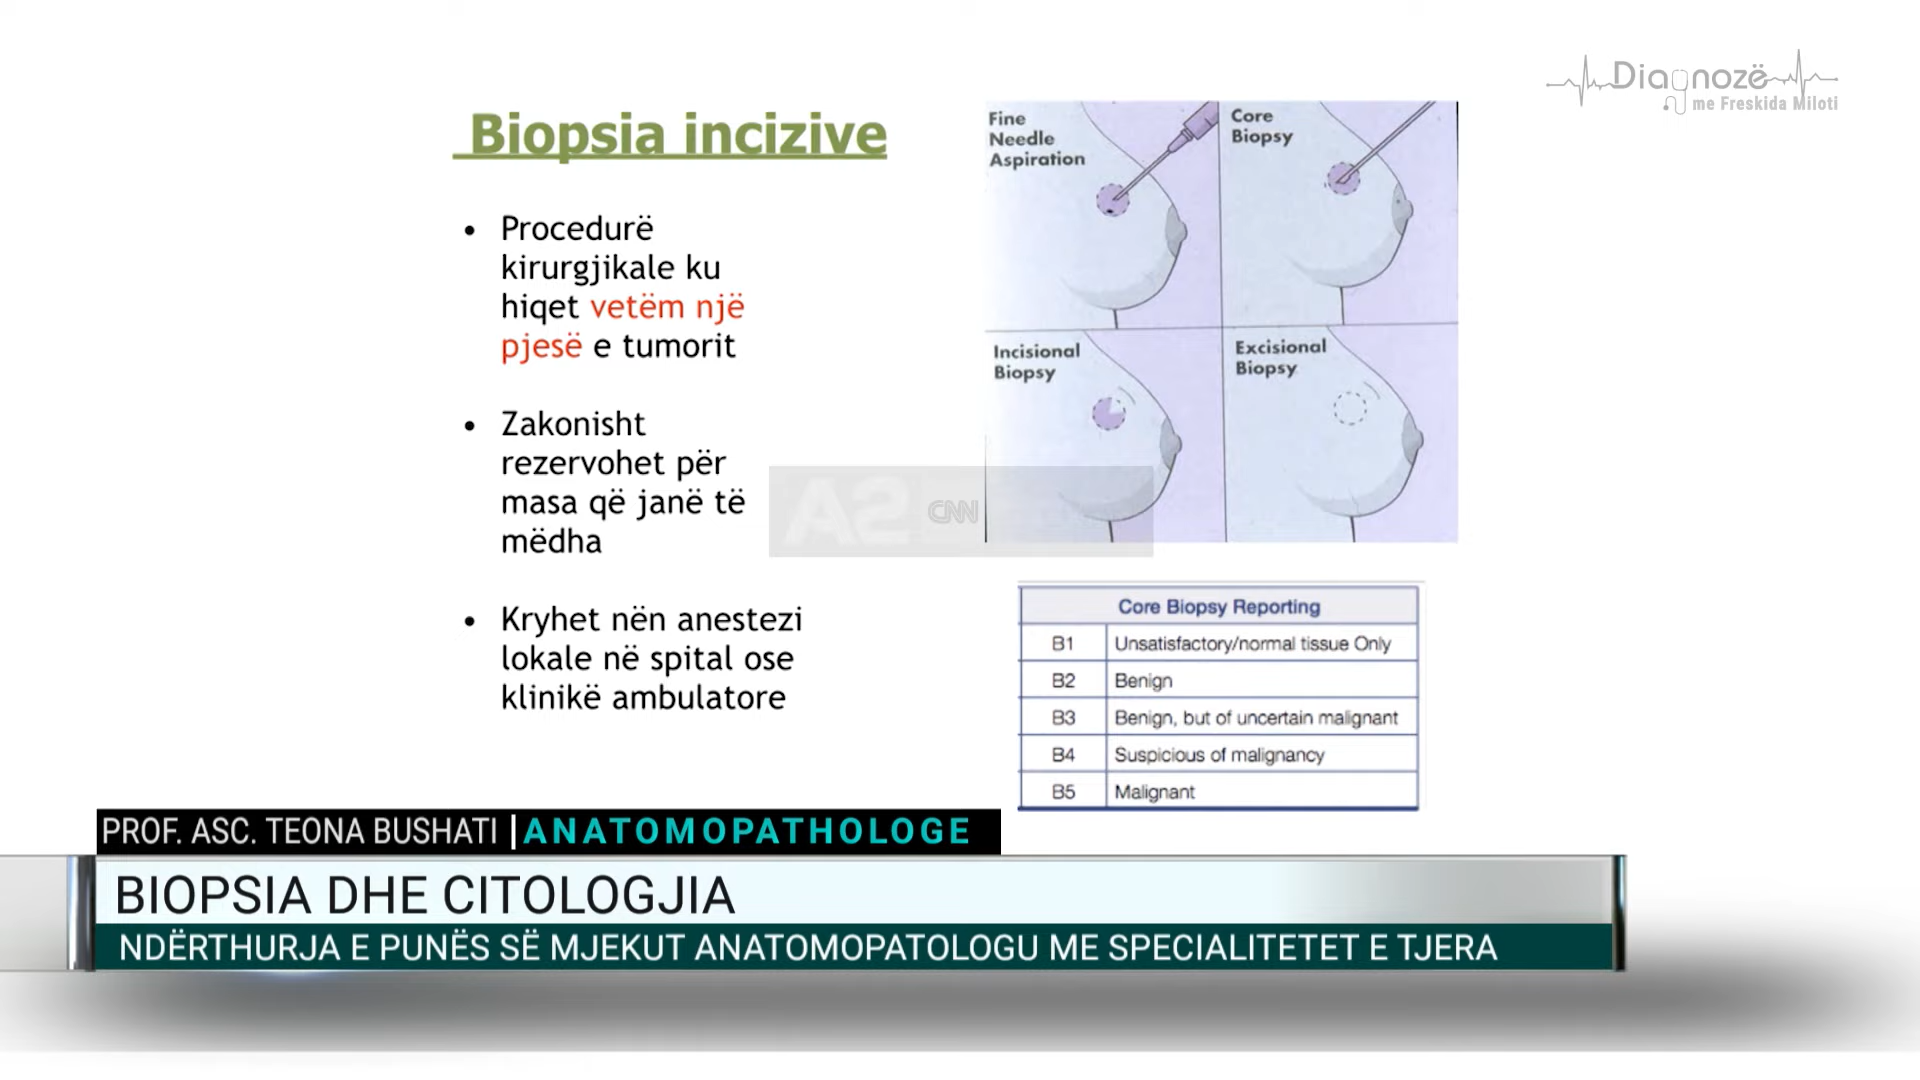 Diagnozë
me Freskida Miloti
Biopsia incizive
• Procedurë
kirurgjikale ku
hiqet vetëm një
pjesë e tumorit
• Zakonisht
rezervohet për
masa që janë të
mëdha
• Kryhet nën anestezi
lokale në spital ose
klinikë ambulatore
Fine
Needle
Aspiration
Core
Biopsy
Incisional
Biopsy
Excisional
Biopsy
A2 CNN
Core Biopsy Reporting
B1 Unsatisfactory/normal tissue Only
B2 Benign
B3 Benign, but of uncertain malignant
B4 Suspicious of malignancy
B5 Malignant
PROF. ASC. TEONA BUSHATI | ANATOMOPATHOLOGE
BIOPSIA DHE CITOLOGJIA
NDËRTHURJA E PUNËS SË MJEKUT ANATOMOPATOLOGU ME SPECIALITETET E TJERA